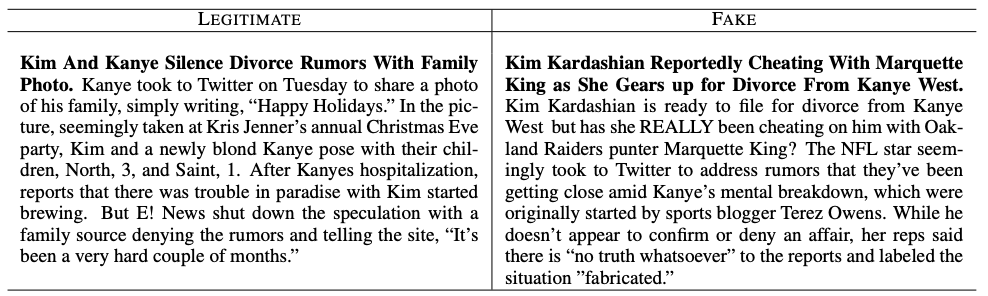 LEGITIMATE
FAKE
Kim And Kanye Silence Divorce Rumors With Family
Photo. Kanye took to Twitter on Tuesday to share a photo
of his family, simply writing, “Happy Holidays.” In the pic-
ture, seemingly taken at Kris Jenner’s annual Christmas Eve
party, Kim and a newly blond Kanye pose with their chil-
dren, North, 3, and Saint, 1. After Kanyes hospitalization,
reports that there was trouble in paradise with Kim started
brewing. But E! News shut down the speculation with a
family source denying the rumors and telling the site, “It’s
been a very hard couple of months.”
Kim Kardashian Reportedly Cheating With Marquette
King as She Gears up for Divorce From Kanye West.
Kim Kardashian is ready to file for divorce from Kanye
West but has she REALLY been cheating on him with Oak-
land Raiders punter Marquette King? The NFL star seem-
ingly took to Twitter to address rumors that they’ve been
getting close amid Kanye’s mental breakdown, which were
originally started by sports blogger Terez Owens. While he
doesn’t appear to confirm or deny an affair, her reps said
there is “no truth whatsoever” to the reports and labeled the
situation ”fabricated.”